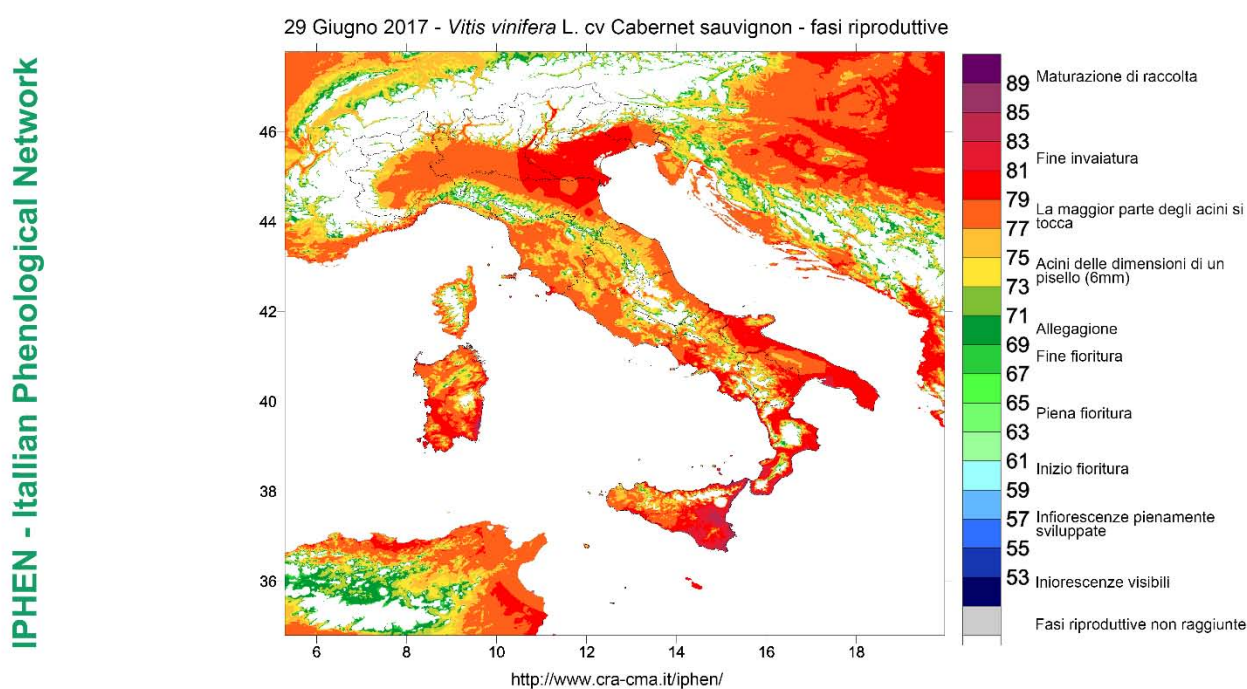 IPHEN - Itallian Phenological Network
29 Giugno 2017 - Vitis vinifera L. cv Cabernet sauvignon - fasi riproduttive
46
44
42
40
38
36
6
8
10
12
14
16
18
http://www.cra-cma.it/iphen/
89
85
83
81
79
77
75
73
71
69
67
65
63
61
59
57
55
53
Maturazione di raccolta
Fine invaiatura
La maggior parte degli acini si
tocca
Acini delle dimensioni di un
pisello (6mm)
Allegagione
Fine fioritura
Piena fioritura
Inizio fioritura
Infiorescenze pienamente
sviluppate
Iniorescenze visibili
Fasi riproduttive non raggiunte